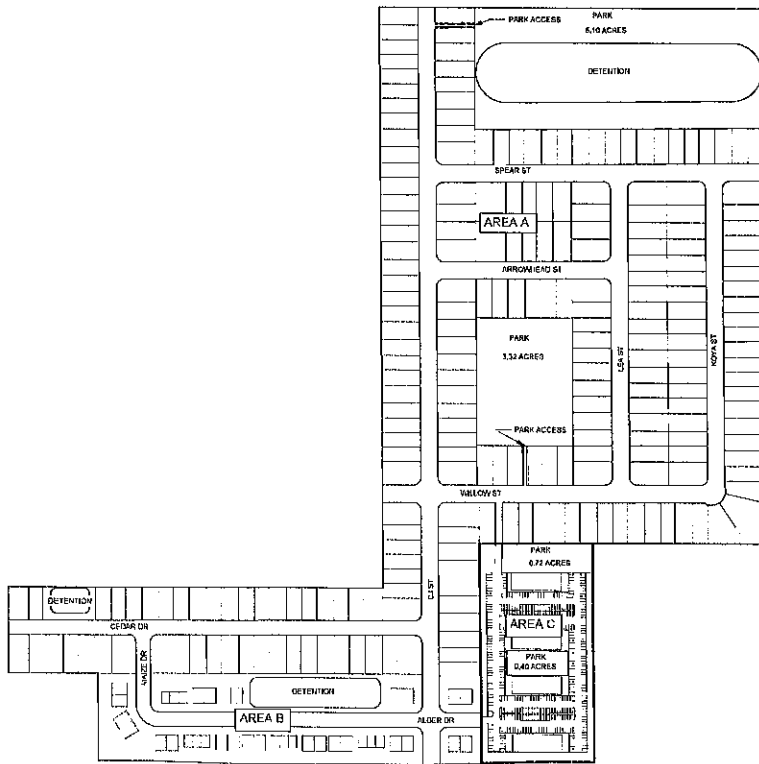 PARK ACCESS
PARK
5.10 ACRES
DETENTION
SPEAR ST
AREA A
ARROWHEAD ST
PARK
3.32 ACRES
LEA ST
KOYA ST
PARK ACCESS
WILLOW ST
PARK
0.72 ACRES
DETENTION
CEDAR DR
MAIZE DR
AREA C
PARK
0.40 ACRES
DETENTION
AREA B
ALDER DR